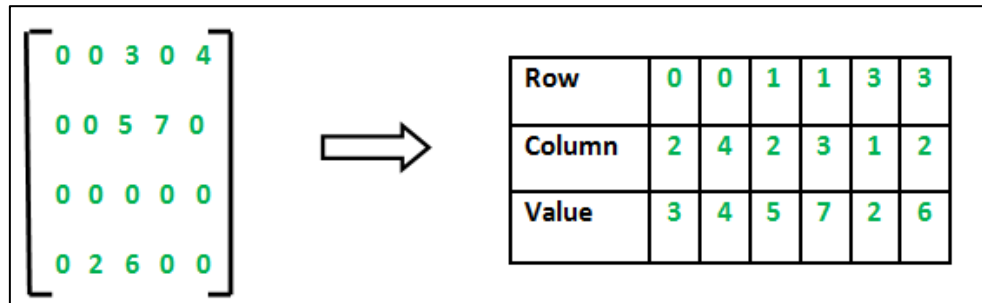 0 0 3 0 4
0 0 5 7 0
0 0 0 0 0
0 2 6 0 0
Row 0 0 1 1 3 3
Column 2 4 2 3 1 2
Value 3 4 5 7 2 6